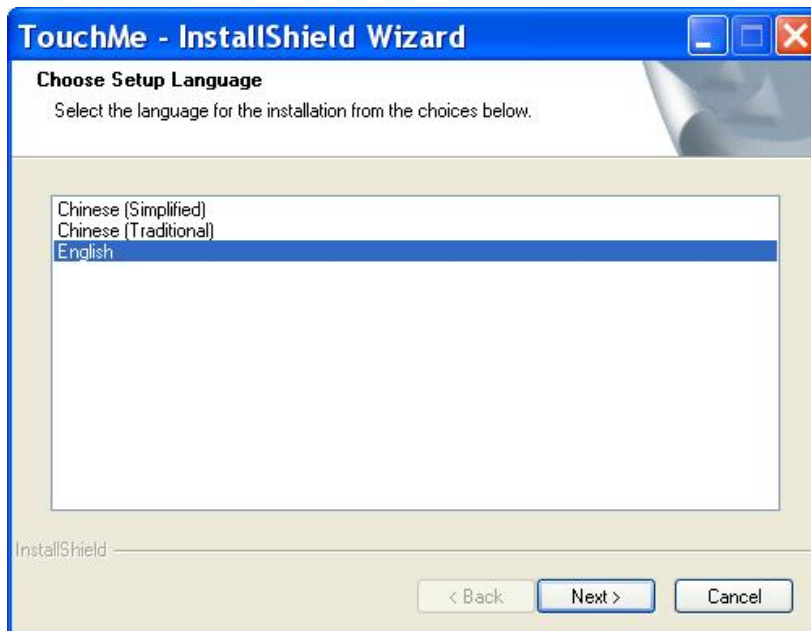 TouchMe - InstallShield Wizard
Choose Setup Language
Select the language for the installation from the choices below.
Chinese (Simplified)
Chinese (Traditional)
English
InstallShield
< Back Next > Cancel